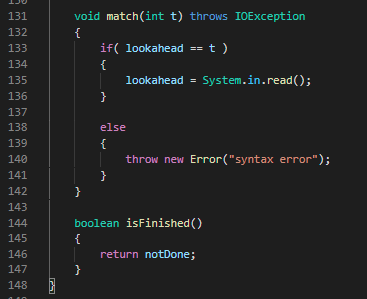 131 void match(int t) throws IOException
132 {
133 if( lookahead == t )
134 {
135 lookahead = System.in.read();
136 }
137
138 else
139 {
140 throw new Error("syntax error");
141 }
142 }
143
144 boolean isFinished()
145 {
146 return notDone;
147 }
148 }